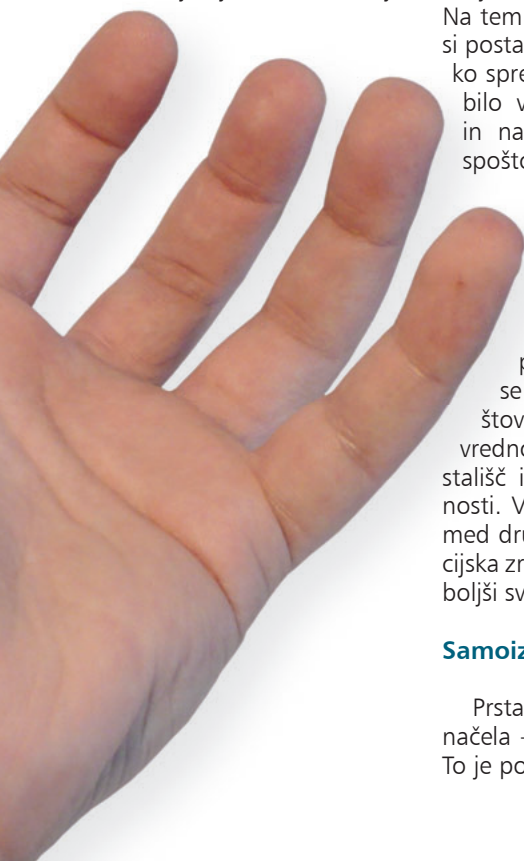 Na tem
si posta
ko spre
bilo v
in na
spošto
p
se
štov
vredno
stališč i
nosti. V
med dru
cijska zn
boljši sv
Samoiz
Prsta
načela -
To je po